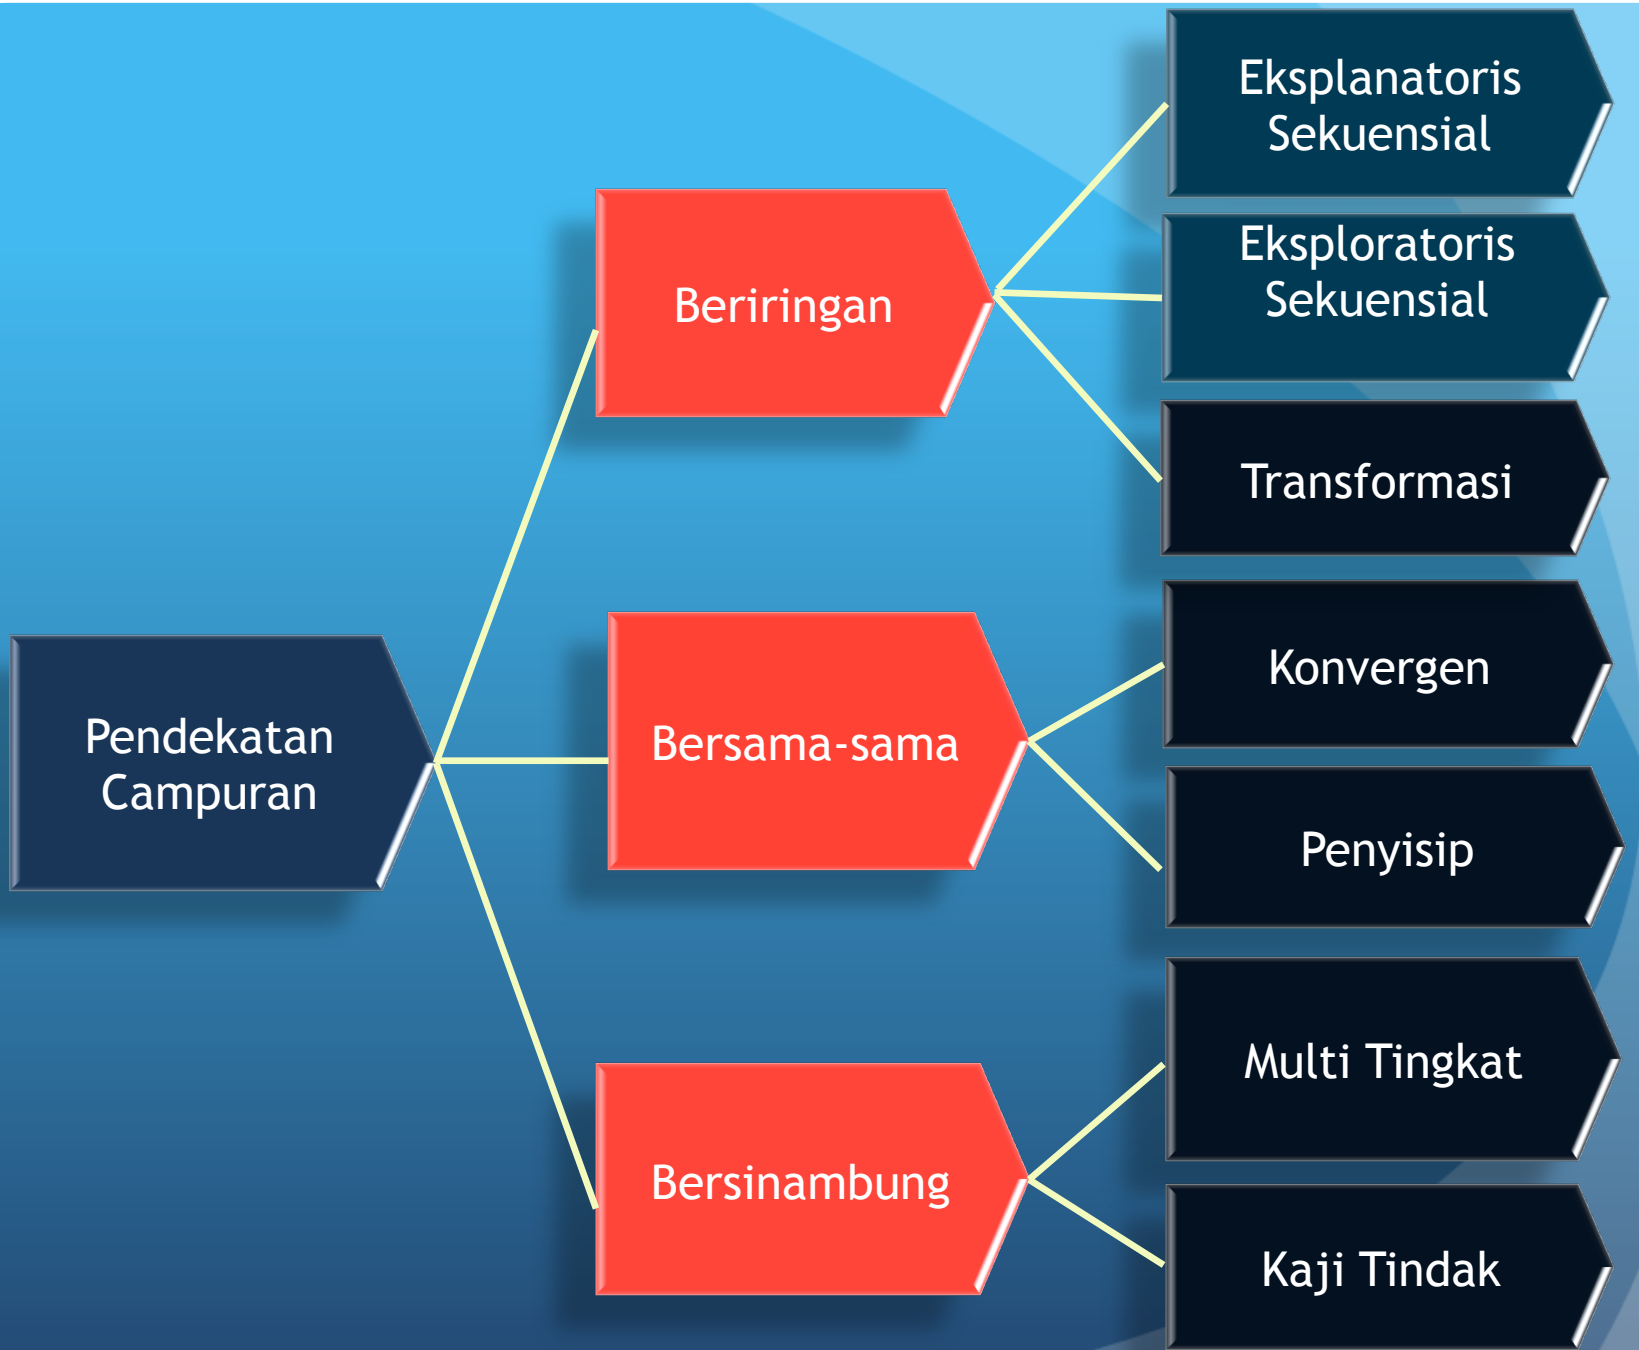 Pendekatan
Campuran
Beriringan
Eksplanatoris
Sekuensial
Eksploratoris
Sekuensial
Transformasi
Bersama-sama
Konvergen
Penyisip
Bersinambung
Multi Tingkat
Kaji Tindak